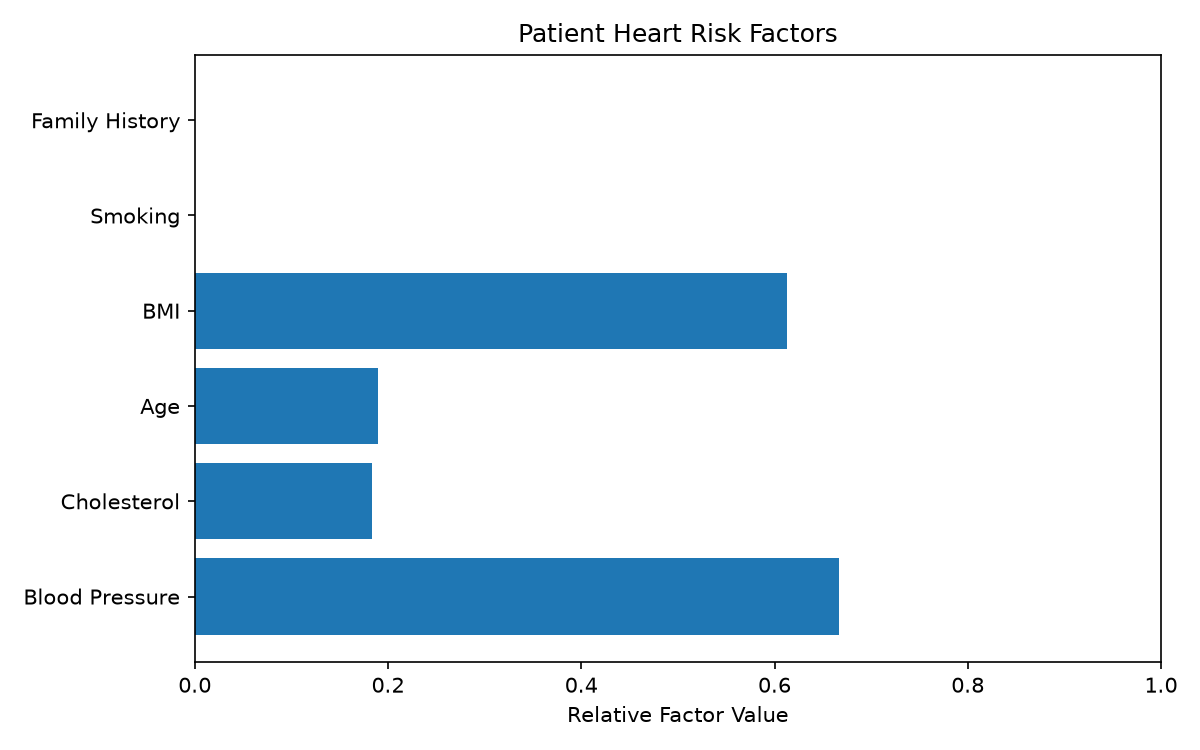 Patient Heart Risk Factors
Family History
Smoking
BMI
Age
Cholesterol
Blood Pressure
0.0 0.2 0.4 0.6 0.8 1.0
Relative Factor Value